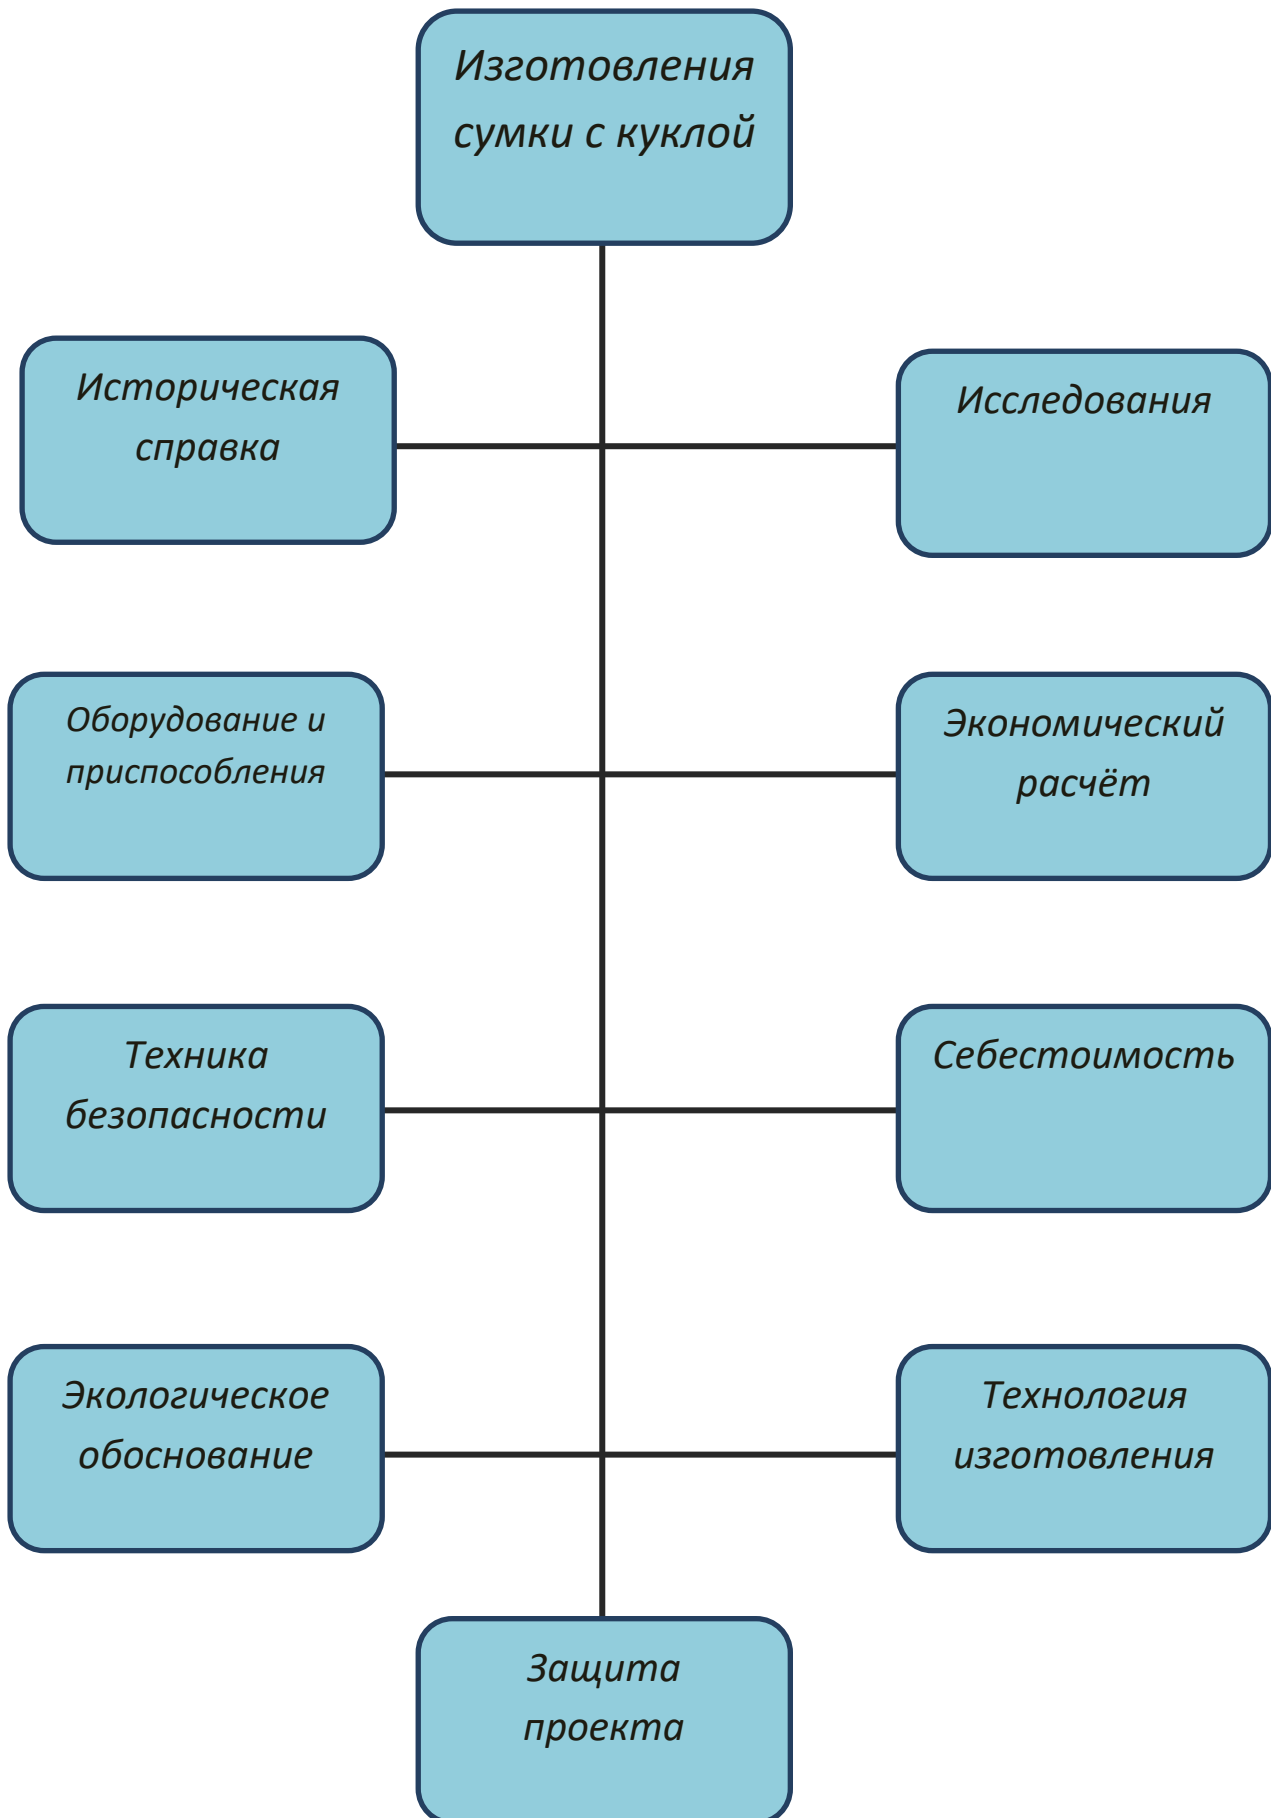 Изготовления
сумки с куклой
Историческая
справка
Исследования
Оборудование и
приспособления
Экономический
расчёт
Техника
безопасности
Себестоимость
Экологическое
обоснование
Технология
изготовления
Защита
проекта